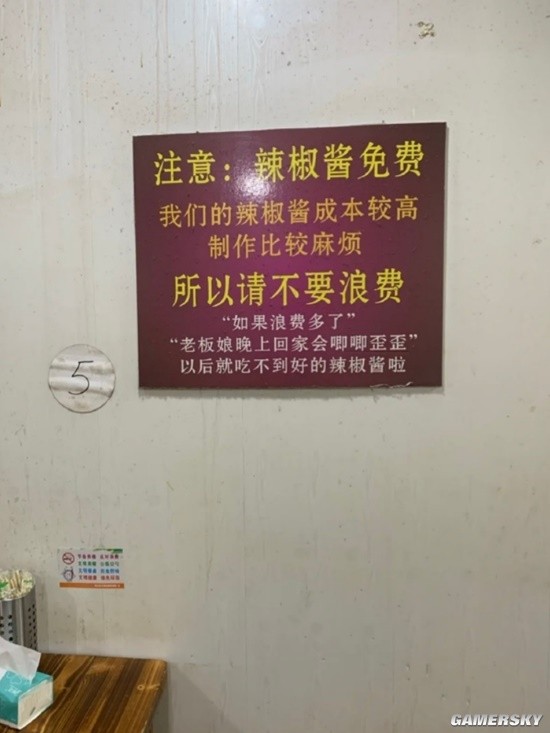 注意：辣椒酱免费
我们的辣椒酱成本较高
制作比较麻烦
所以请不要浪费
“如果浪费多了”
“老板娘晚上回家会唧唧歪歪”
以后就吃不到好的辣椒酱啦
5
GAMERSKY